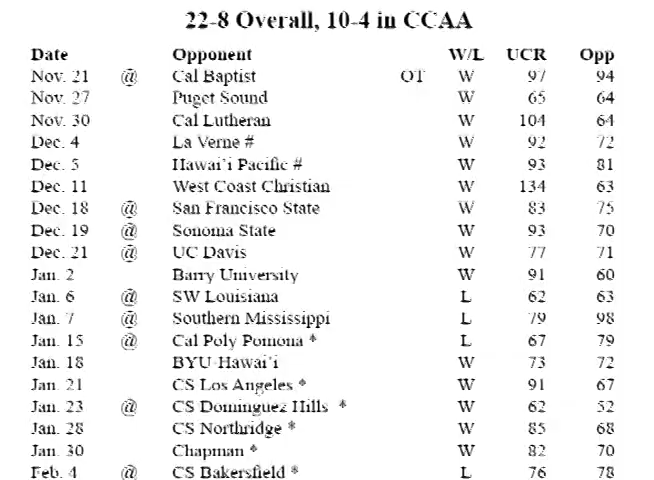 22-8 Overall, 10-4 in CCAA
Date Opponent W/L UCR Opp
Nov. 21 @ Cal Baptist OT W 97 94
Nov. 27 Puget Sound W 65 64
Nov. 30 Cal Lutheran W 104 64
Dec. 4 La Verne # W 92 72
Dec. 5 Hawai'i Pacific # W 93 81
Dec. 11 West Coast Christian W 134 63
Dec. 18 @ San Francisco State W 83 75
Dec. 19 @ Sonoma State W 93 70
Dec. 21 @ UC Davis W 77 71
Jan. 2 Barry University W 91 60
Jan. 6 @ SW Louisiana L 62 63
Jan. 7 @ Southern Mississippi L 79 98
Jan. 15 @ Cal Poly Pomona * L 67 79
Jan. 18 BYU-Hawai'i W 73 72
Jan. 21 CS Los Angeles * W 91 67
Jan. 23 @ CS Dominguez Hills * W 62 52
Jan. 28 CS Northridge * W 85 68
Jan. 30 Chapman * W 82 70
Feb. 4 @ CS Bakersfield * L 76 78